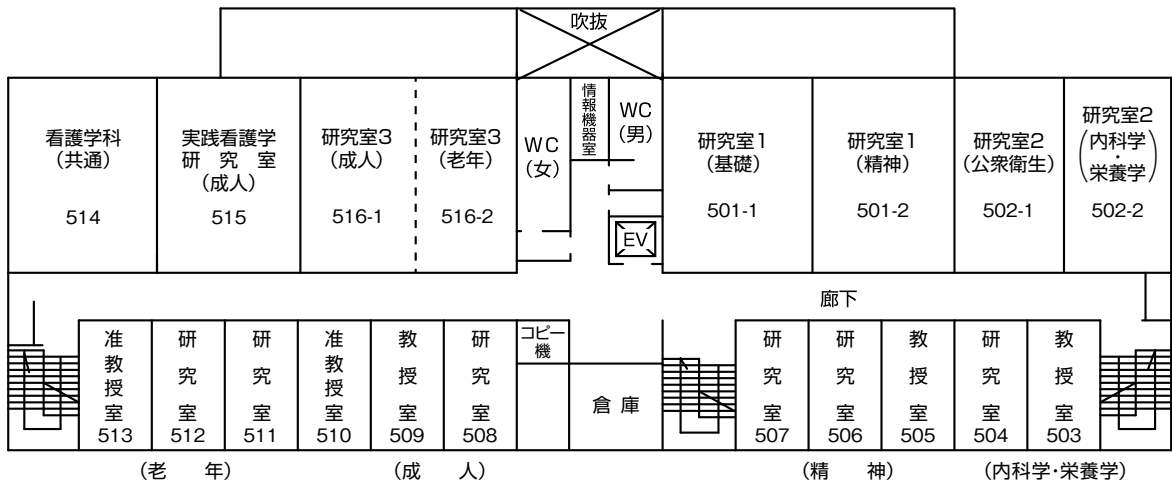 吹抜
看護学科
(共通)
514
実践看護学
研究室
(成人)
515
研究室3
(成人)
516-1
研究室3
(老年)
516-2
WC
(女)
情報機器室
WC
(男)
EV
研究室1
(基礎)
501-1
研究室1
(精神)
501-2
研究室2
(公衆衛生)
502-1
研究室2
(内科学
・
栄養学)
502-2
廊下
准教授室
513
研究室
512
研究室
511
准教授室
510
教授室
509
研究室
508
コピー
機
倉庫
研究室
507
研究室
506
教授室
505
研究室
504
教授室
503
(老年)
(成人)
(精神)
(内科学・栄養学)